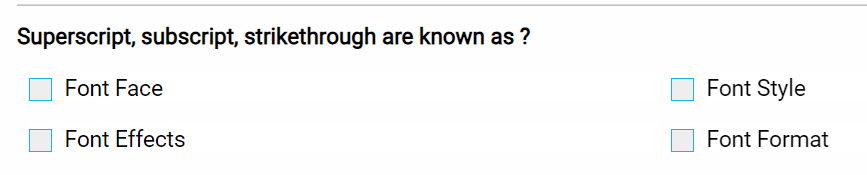 Superscript, subscript, strikethrough are known as ?
Font Face
Font Style
Font Effects
Font Format